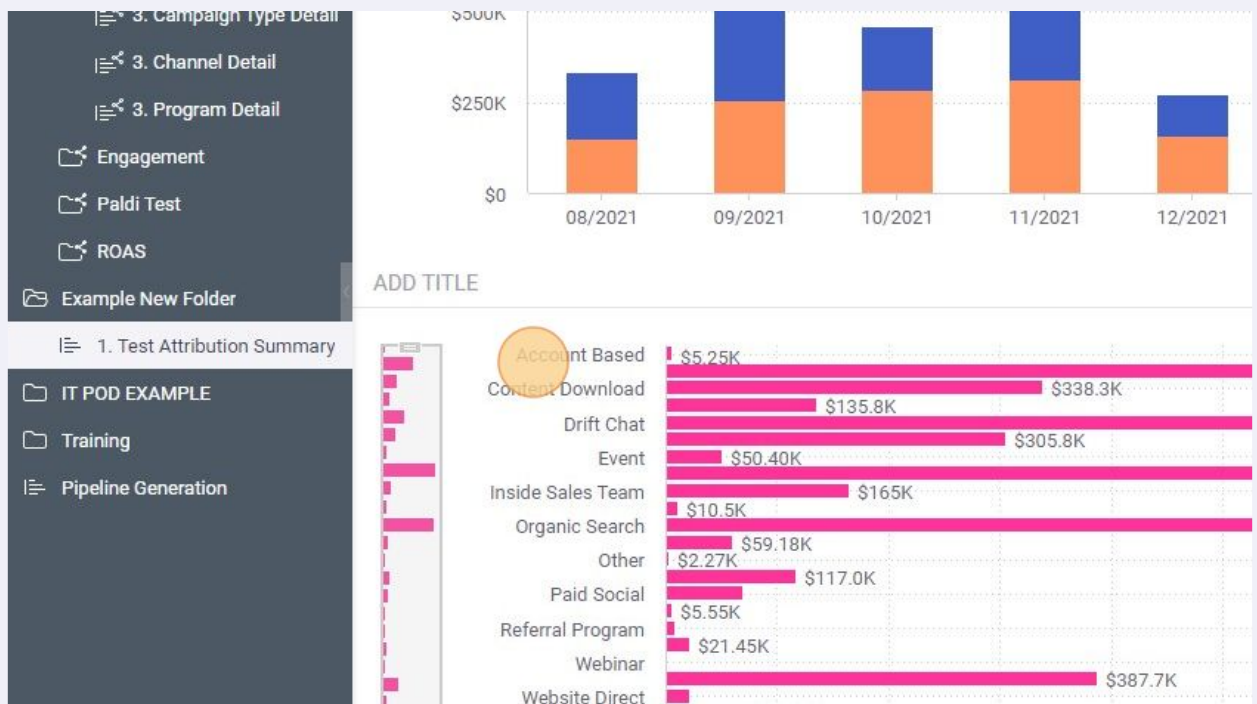 3. Campaign Type Detail
3. Channel Detail
3. Program Detail
Engagement
Paldi Test
ROAS
Example New Folder
1. Test Attribution Summary
IT POD EXAMPLE
Training
Pipeline Generation
$500K
$250K
$0
08/2021 09/2021 10/2021 11/2021 12/2021
ADD TITLE
Account Based $5.25K
Content Download $338.3K
$135.8K
Drift Chat
$305.8K
Event $50.40K
Inside Sales Team $165K
$10.5K
Organic Search
$59.18K
Other $2.27K
$117.0K
Paid Social
$5.55K
Referral Program
$21.45K
Webinar
$387.7K
Website Direct